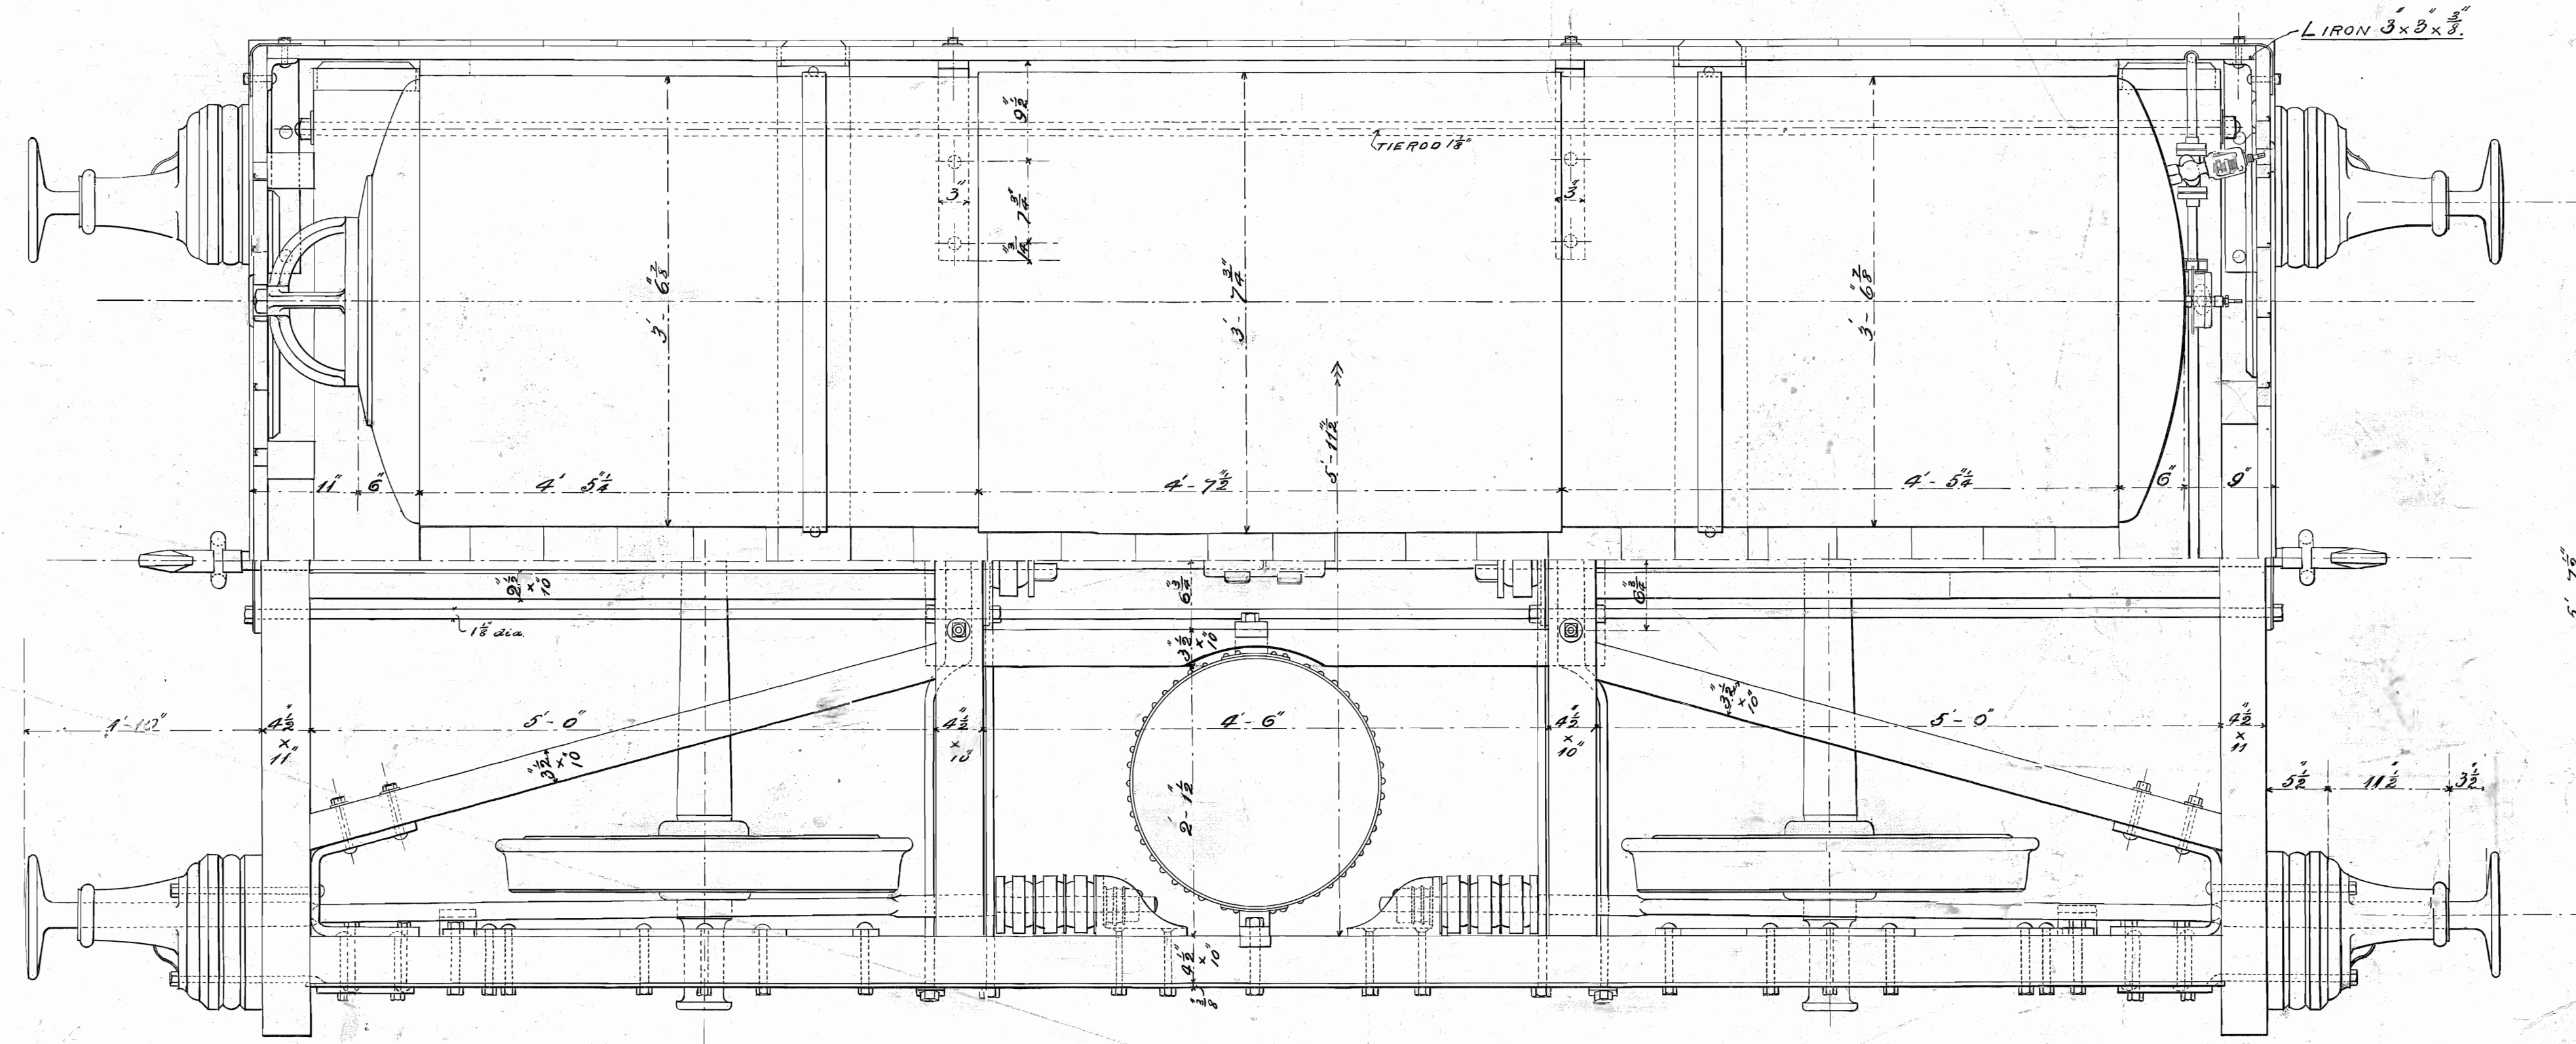 L IRON 3" x 3" x 3/8".
9 1/2"
TIE ROD 1 1/8"
3"
3"
7 3/4"
1 3/4"
3'-6 7/8"
3'-7 3/4"
3'-6 7/8"
5'-11 1/2"
11"
6"
4' 5 1/4"
4'-7 1/2"
4'-5 1/4"
6"
9"
2 1/2" x 10"
6 3/4"
6 3/4"
5' 7 1/2"
1 1/8" dia.
3 1/2" x 10"
3 1/2" x 10"
1'-10"
4 1/2" x 11"
5'-0"
4 1/2" x 10"
4'-6"
4 1/2" x 10"
5'-0"
4 1/2" x 11
3 1/2" x 10"
5 1/2"
11 1/2"
3 1/2"
2'-1 1/2"
4 1/2" x 10"
3/8"